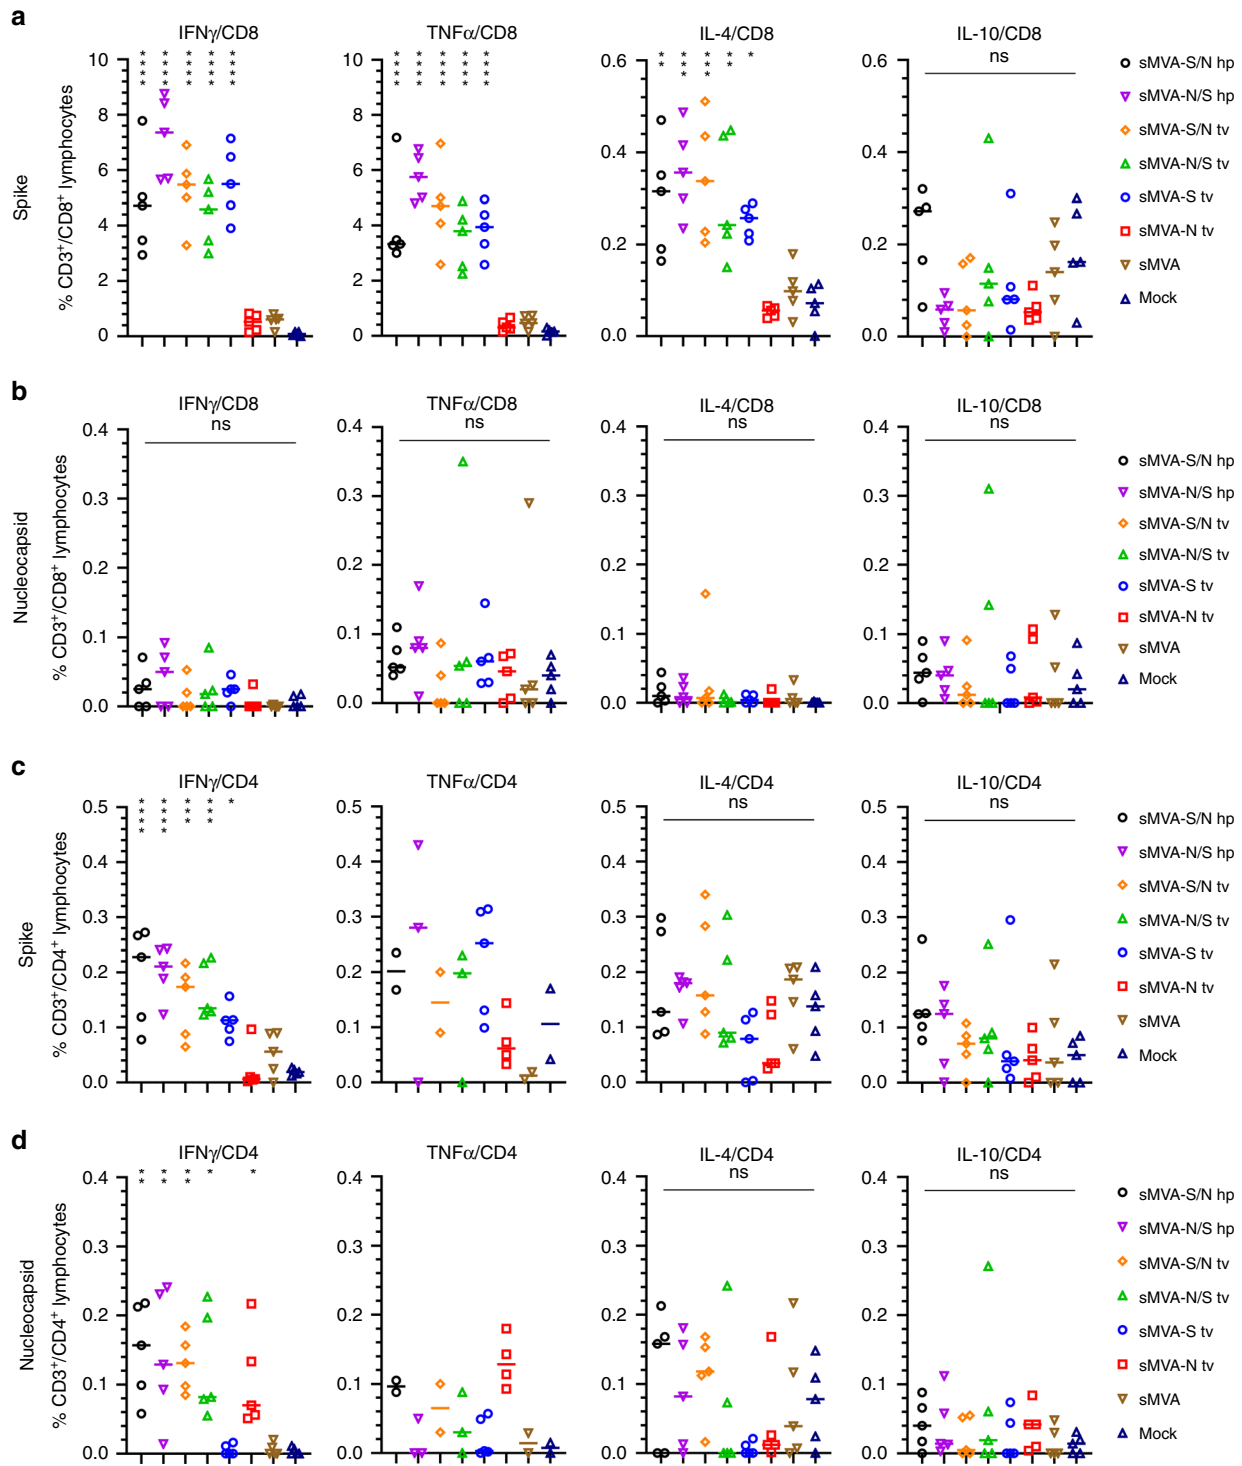 a
IFNγ/CD8
TNFα/CD8
IL-4/CD8
IL-10/CD8
**** **** **** **** ****
**** **** **** **** ****
** *** *** ** *
ns
Spike
% CD3+/CD8+ lymphocytes
10
8
6
4
2
0
10
8
6
4
2
0
0.6
0.4
0.2
0.0
0.6
0.4
0.2
0.0
sMVA-S/N hp
sMVA-N/S hp
sMVA-S/N tv
sMVA-N/S tv
sMVA-S tv
sMVA-N tv
sMVA
Mock
b
IFNγ/CD8
TNFα/CD8
IL-4/CD8
IL-10/CD8
ns
ns
ns
ns
Nucleocapsid
% CD3+/CD8+ lymphocytes
0.4
0.3
0.2
0.1
0.0
0.4
0.3
0.2
0.1
0.0
0.4
0.3
0.2
0.1
0.0
0.4
0.3
0.2
0.1
0.0
sMVA-S/N hp
sMVA-N/S hp
sMVA-S/N tv
sMVA-N/S tv
sMVA-S tv
sMVA-N tv
sMVA
Mock
c
IFNγ/CD4
TNFα/CD4
IL-4/CD4
IL-10/CD4
**** **** *** *** *
ns
ns
Spike
% CD3+/CD4+ lymphocytes
0.5
0.4
0.3
0.2
0.1
0.0
0.5
0.4
0.3
0.2
0.1
0.0
0.5
0.4
0.3
0.2
0.1
0.0
0.5
0.4
0.3
0.2
0.1
0.0
sMVA-S/N hp
sMVA-N/S hp
sMVA-S/N tv
sMVA-N/S tv
sMVA-S tv
sMVA-N tv
sMVA
Mock
d
IFNγ/CD4
TNFα/CD4
IL-4/CD4
IL-10/CD4
** ** ** * *
ns
ns
Nucleocapsid
% CD3+/CD4+ lymphocytes
0.4
0.3
0.2
0.1
0.0
0.4
0.3
0.2
0.1
0.0
0.4
0.3
0.2
0.1
0.0
0.4
0.3
0.2
0.1
0.0
sMVA-S/N hp
sMVA-N/S hp
sMVA-S/N tv
sMVA-N/S tv
sMVA-S tv
sMVA-N tv
sMVA
Mock